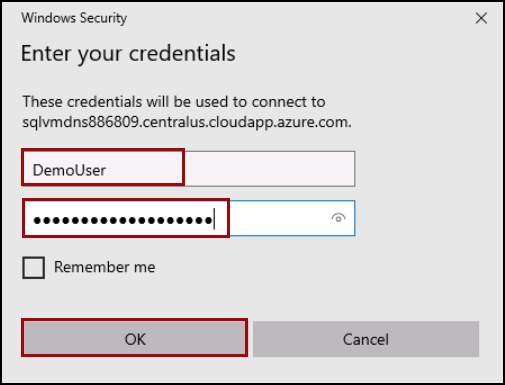 Windows Security
Enter your credentials
These credentials will be used to connect to
sqlvmdns886809.centralus.cloudapp.azure.com.
DemoUser
●●●●●●●●●●●●●●●●●●●
Remember me
OK
Cancel